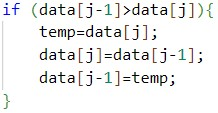 if (data[j-1]>data[j]){
    temp=data[j];
    data[j]=data[j-1];
    data[j-1]=temp;
}